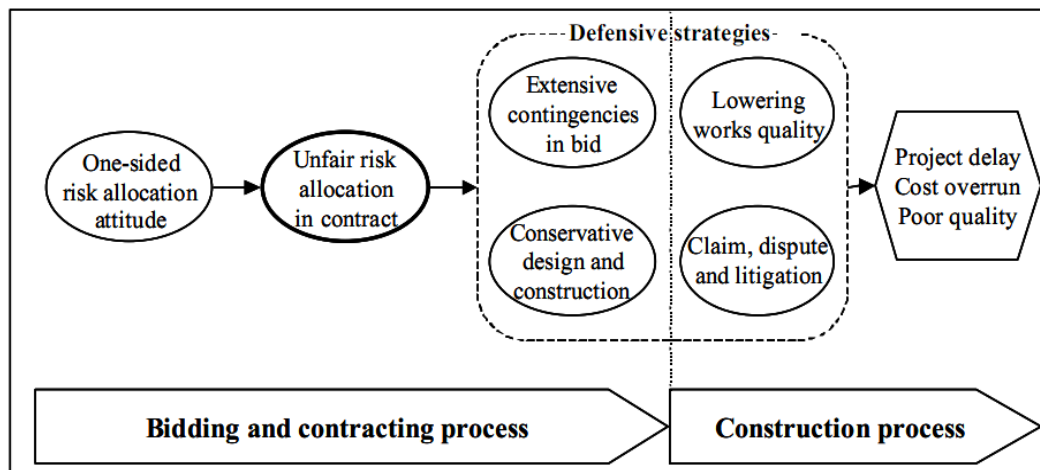 Defensive strategies
One-sided
risk allocation
attitude
Unfair risk
allocation
in contract
Extensive
contingencies
in bid
Conservative
design and
construction
Lowering
works quality
Claim, dispute
and litigation
Project delay
Cost overrun
Poor quality
Bidding and contracting process
Construction process